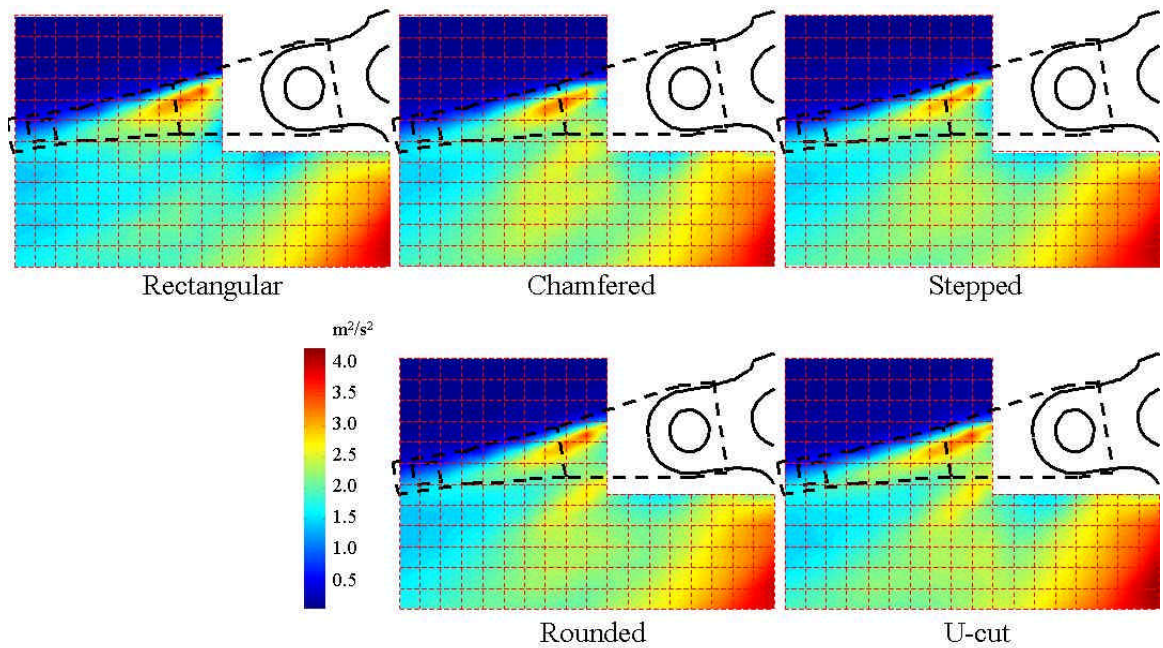 Rectangular
Chamfered
Stepped
m²/s²
4.0
3.5
3.0
2.5
2.0
1.5
1.0
0.5
Rounded
U-cut